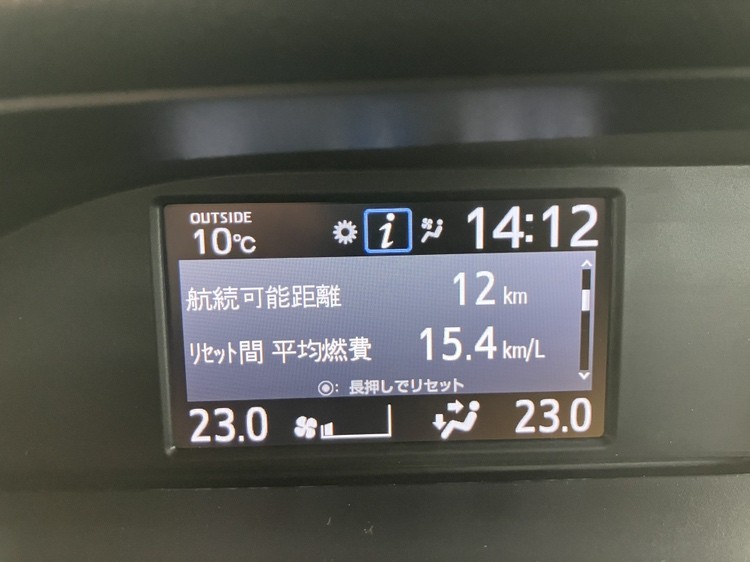 OUTSIDE
10℃
i
14:12
航続可能距離 12 km
ﾘｾｯﾄ間 平均燃費 15.4 km/L
◉: 長押しでリセット
23.0 23.0